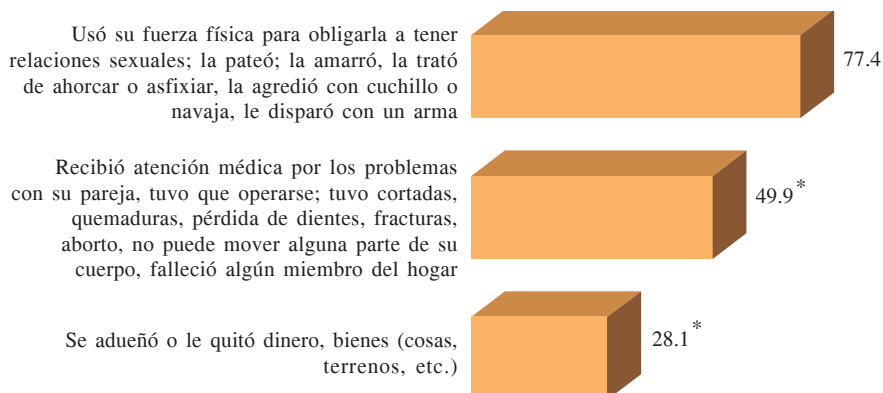 Usó su fuerza física para obligarla a tener
relaciones sexuales; la pateó; la amarró, la trató
de ahorcar o asfixiar, la agredió con cuchillo o
navaja, le disparó con un arma
77.4
Recibió atención médica por los problemas
con su pareja, tuvo que operarse; tuvo cortadas,
quemaduras, pérdida de dientes, fracturas,
aborto, no puede mover alguna parte de su
cuerpo, falleció algún miembro del hogar
49.9*
Se adueñó o le quitó dinero, bienes (cosas,
terrenos, etc.)
28.1*